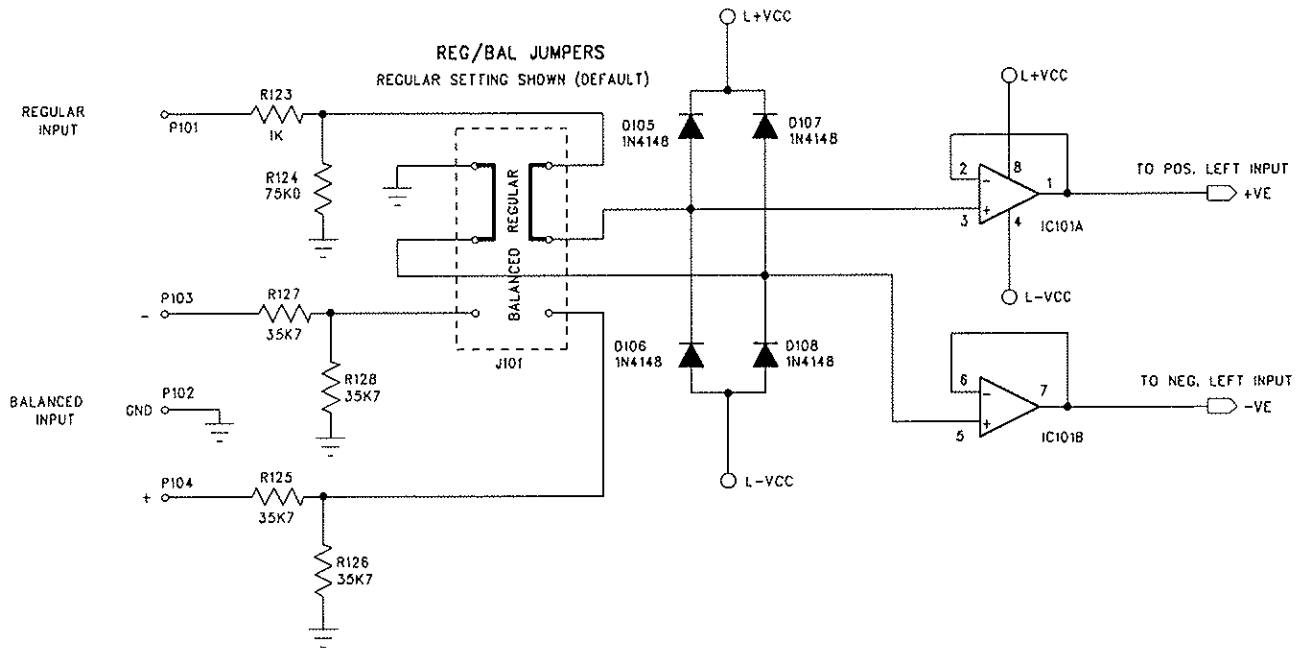 L+VCC
REG/BAL JUMPERS
REGULAR SETTING SHOWN (DEFAULT)
L+VCC
REGULAR
INPUT
P101
R123
1K
R124
75K0
D105
1N4148
D107
1N4148
REGULAR
BALANCED
J101
2
-
8
1
3
+
4
IC101A
TO POS. LEFT INPUT
+VE
L-VCC
P103
-
R127
35K7
R128
35K7
D106
1N4148
D108
1N4148
BALANCED
INPUT
P102
GND
6
-
7
5
+
IC101B
TO NEG. LEFT INPUT
-VE
L-VCC
P104
+
R125
35K7
R126
35K7